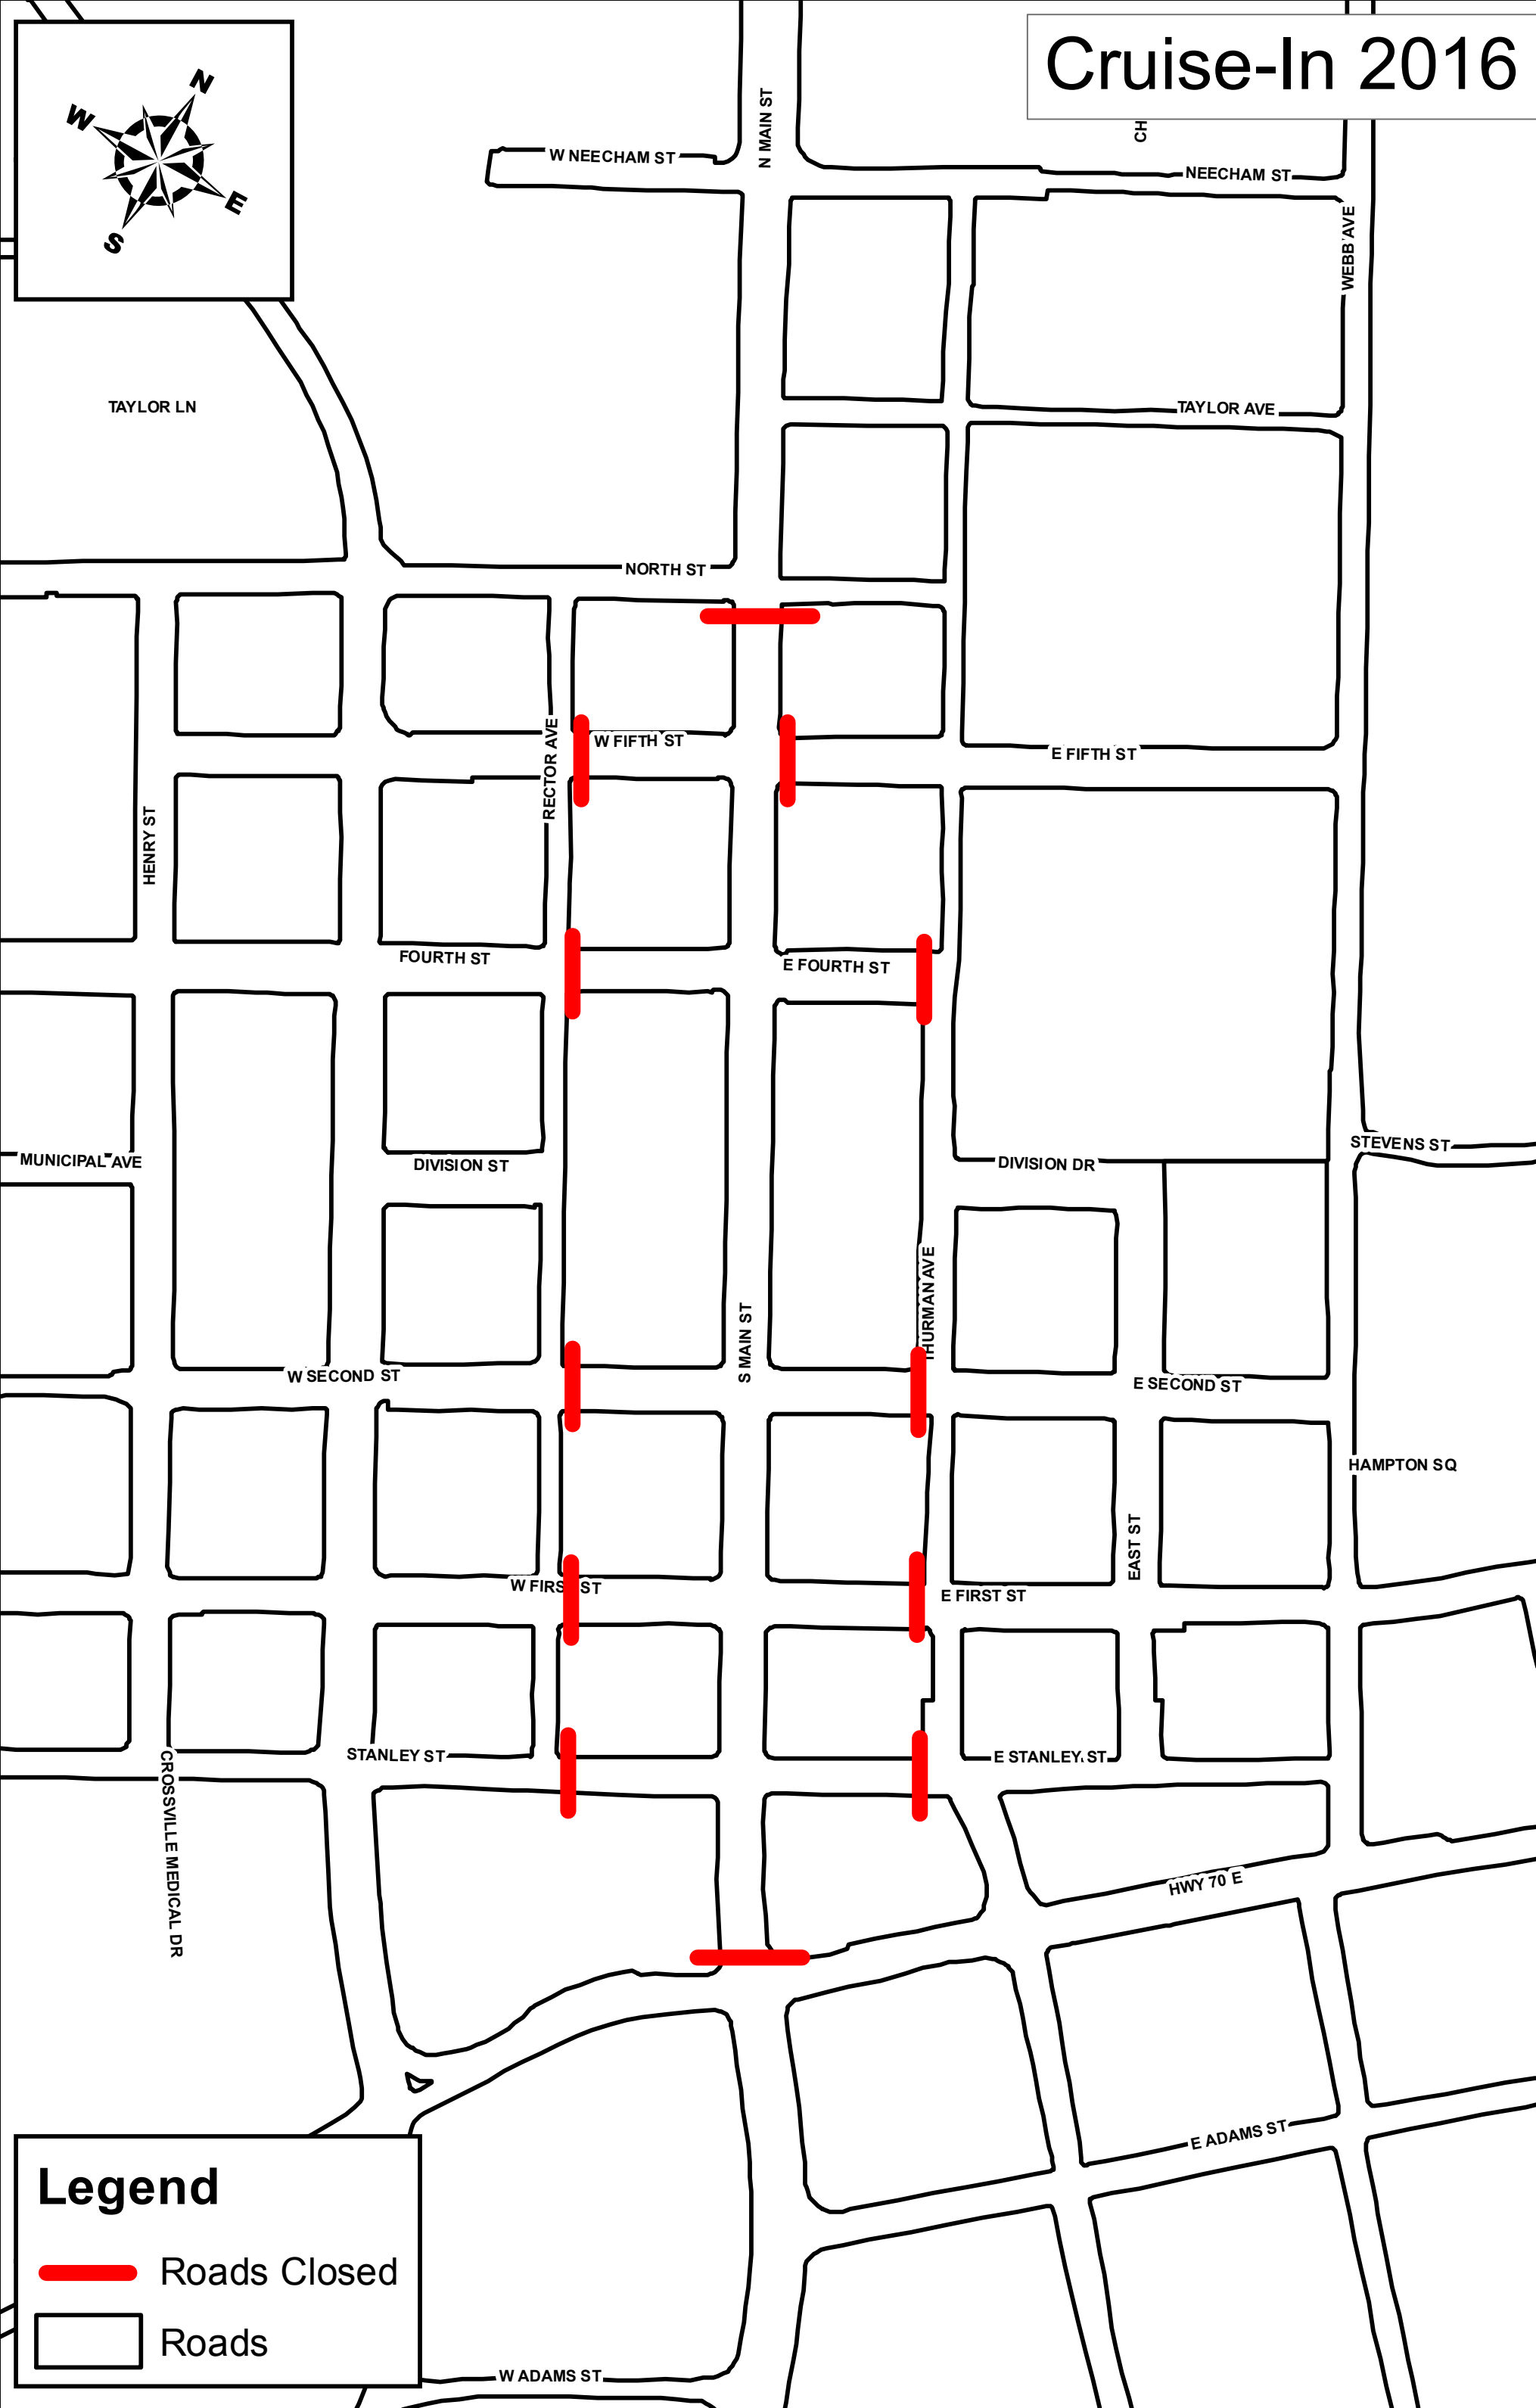 Cruise-In 2016
N
W
E
S
N MAIN ST
CH
W NEECHAM ST
NEECHAM ST
WEBB AVE
TAYLOR LN
TAYLOR AVE
NORTH ST
RECTOR AVE
W FIFTH ST
E FIFTH ST
HENRY ST
FOURTH ST
E FOURTH ST
MUNICIPAL AVE
DIVISION ST
DIVISION DR
STEVENS ST
THURMAN AVE
S MAIN ST
W SECOND ST
E SECOND ST
HAMPTON SQ
EAST ST
W FIRST ST
E FIRST ST
STANLEY ST
E STANLEY ST
CROSSVILLE MEDICAL DR
HWY 70 E
E ADAMS ST
Legend
Roads Closed
Roads
W ADAMS ST